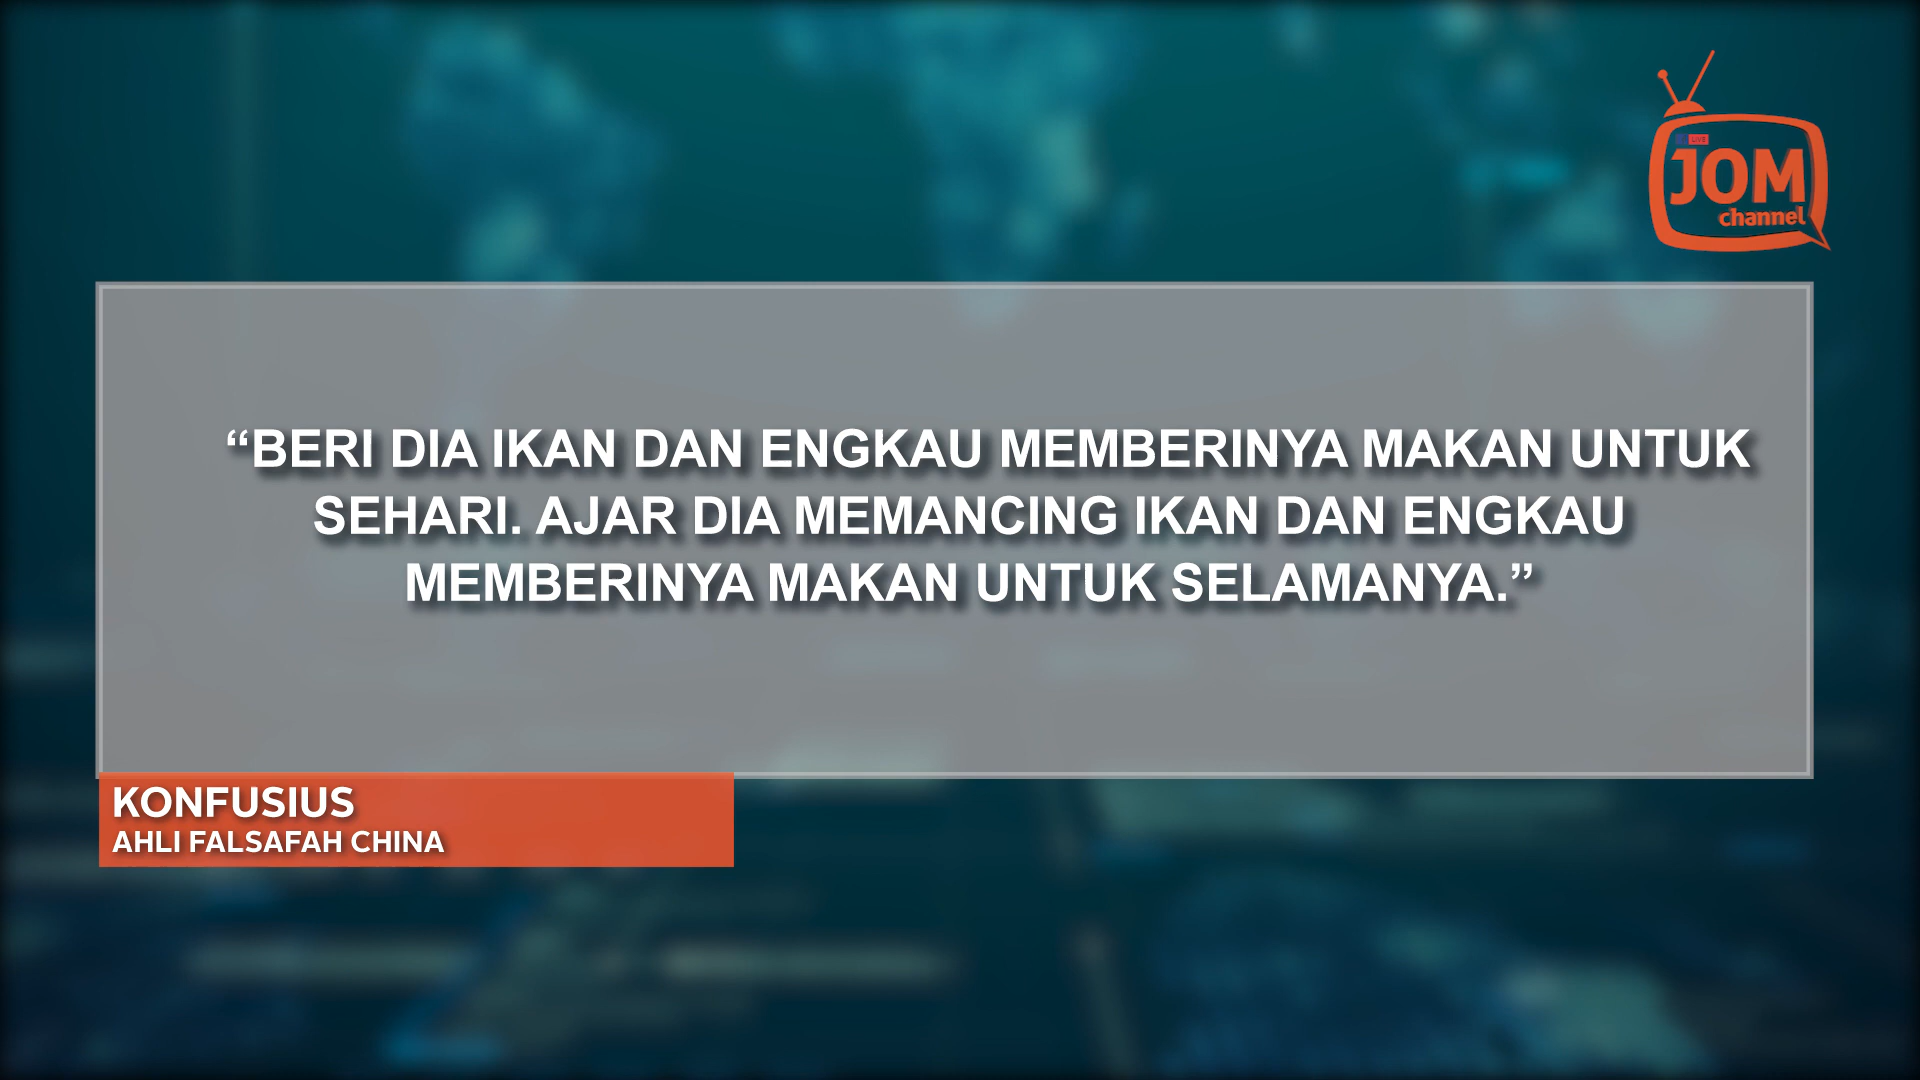 LIVE
JOM
channel
“BERI DIA IKAN DAN ENGKAU MEMBERINYA MAKAN UNTUK
SEHARI. AJAR DIA MEMANCING IKAN DAN ENGKAU
MEMBERINYA MAKAN UNTUK SELAMANYA.”
KONFUSIUS
AHLI FALSAFAH CHINA